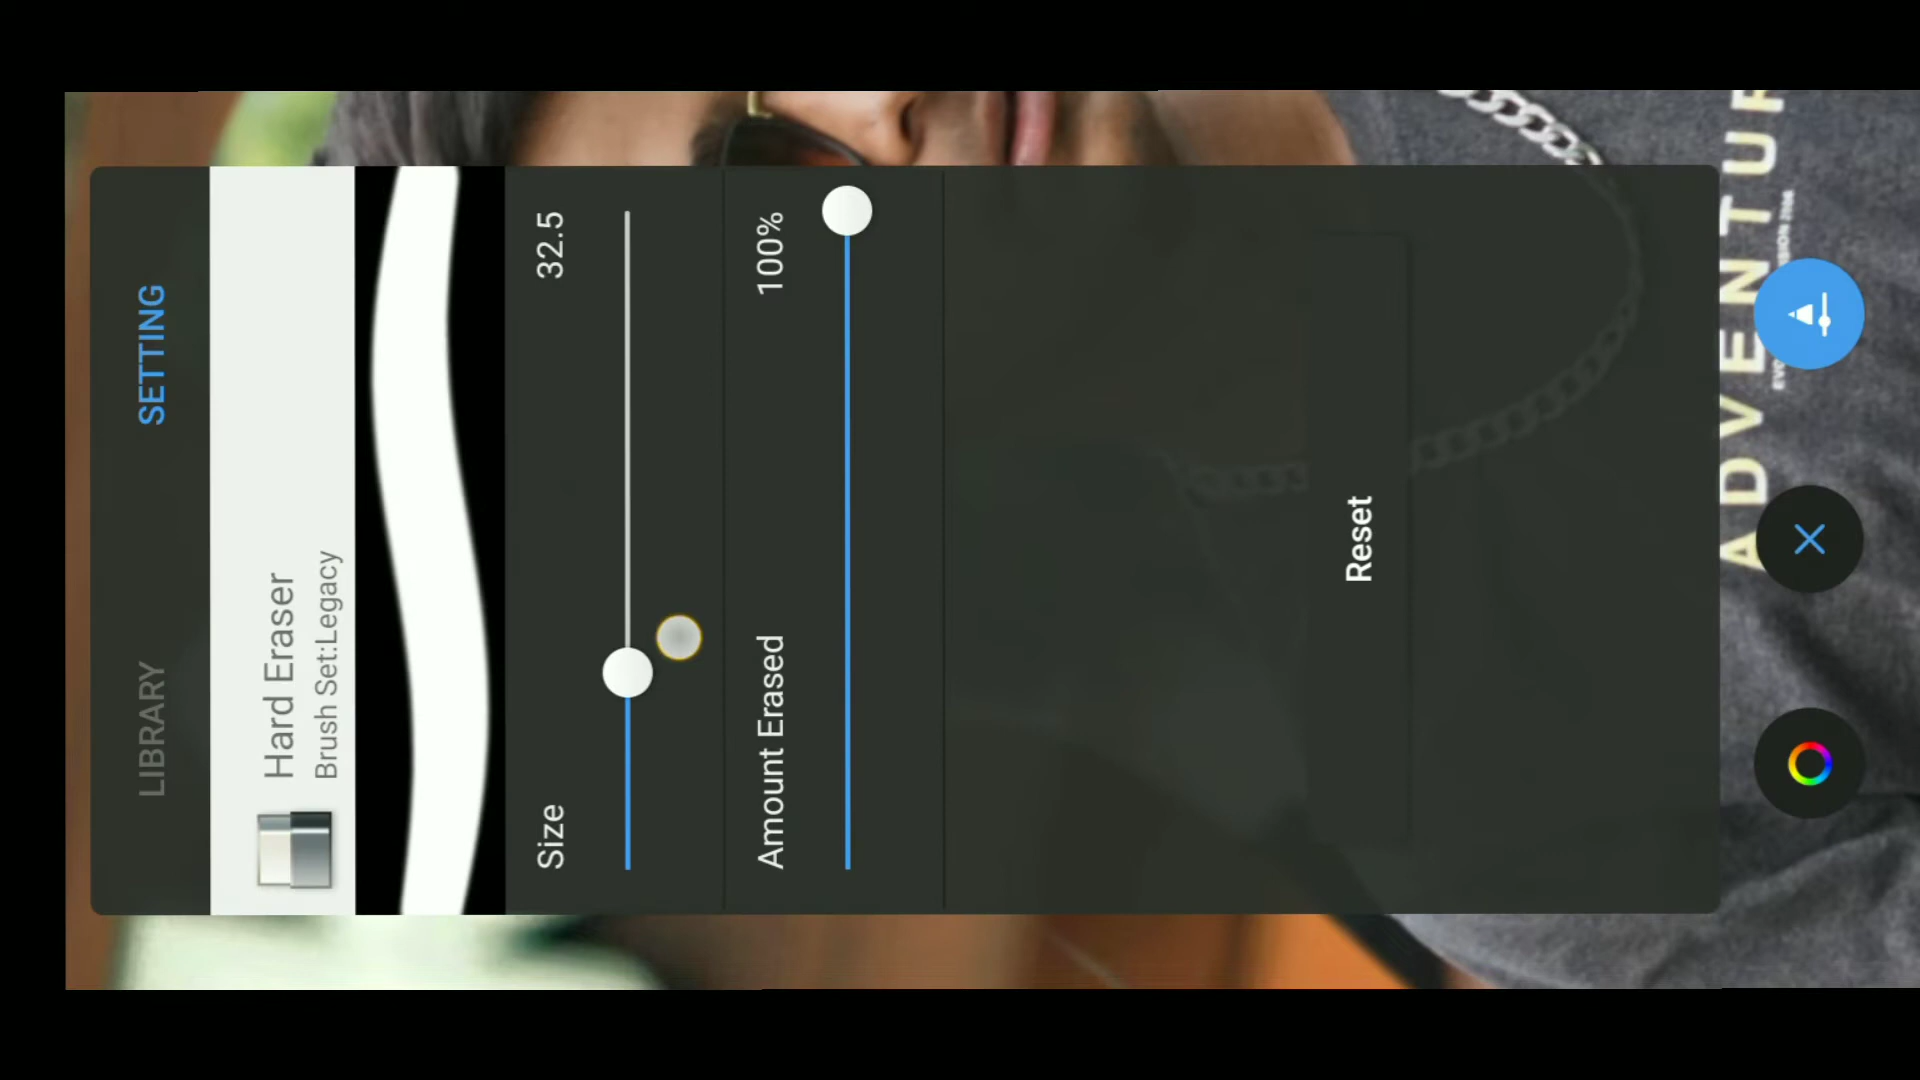 LIBRARY SETTING
Hard Eraser
Brush Set:Legacy
Size 32.5
Amount Erased 100%
Reset
ADVENTUR